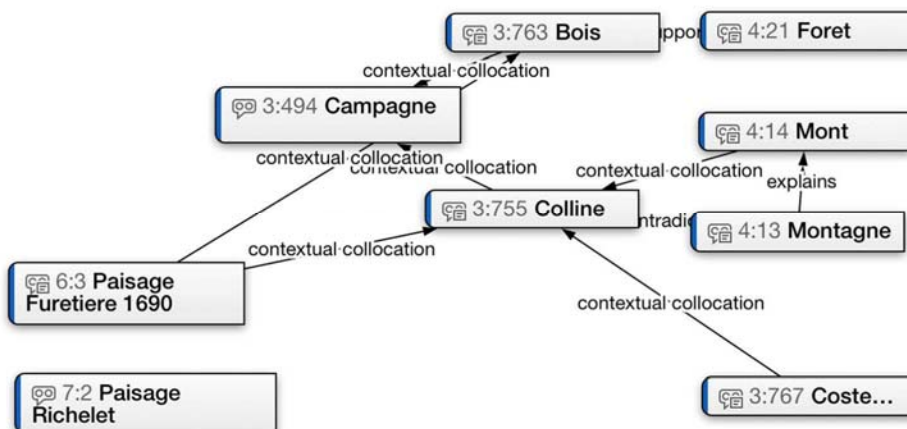 3:763 Bois
ppor
4:21 Foret
contextual·collocation
3:494 Campagne
4:14 Mont
contextual·collocation
contextual·collocation
contextual·collocation
explains
3:755 Colline
ntradic
4:13 Montagne
contextual·collocation
6:3 Paisage
Furetiere 1690
contextual·collocation
7:2 Paisage
Richelet
3:767 Coste...